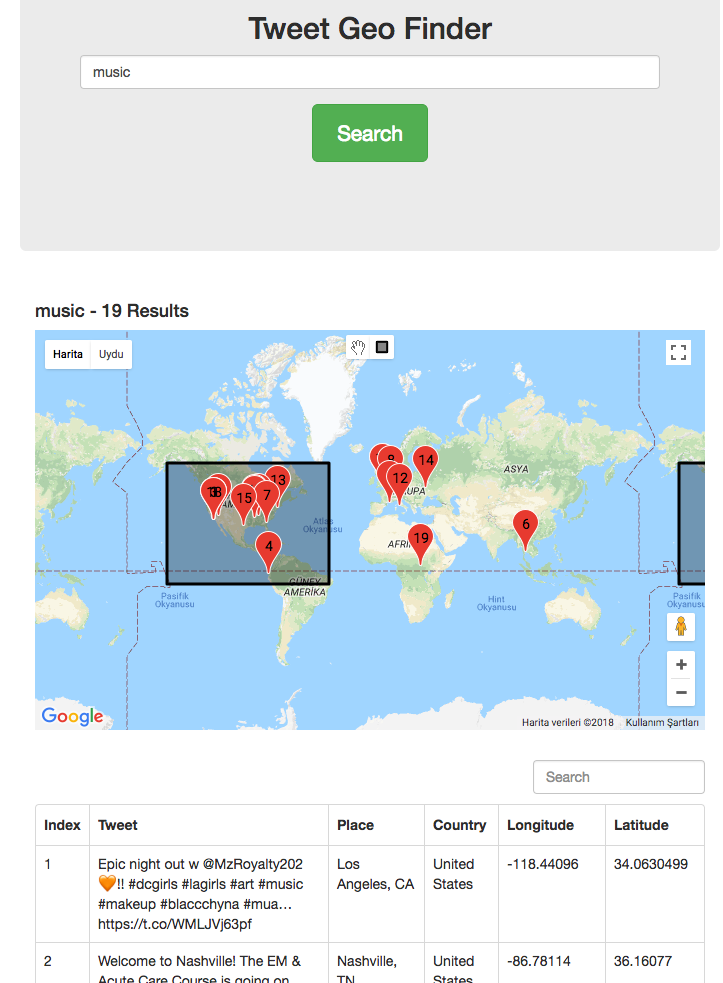 Tweet Geo Finder
music
Search
music - 19 Results
Harita Uydu
ASYA
9
14
12
13
15
7
6
19
4
Atlas
Okyanusu
GÜNEY
AMERİKA
Pasifik
Okyanusu
Hint
Okyanusu
Pasifik
Okyanusu
Google
Harita verileri ©2018 Kullanım Şartları
Search
Index Tweet Place Country Longitude Latitude
1 Epic night out w @MzRoyalty202 Los United -118.44096 34.0630499
🧡!! #dcgirls #lagirls #art #music Angeles, CA States
#makeup #blaccchyna #mua…
https://t.co/WMLJVj63pf
2 Welcome to Nashville! The EM & Nashville, United -86.78114 36.16077
Acute Care Course is going on TN States